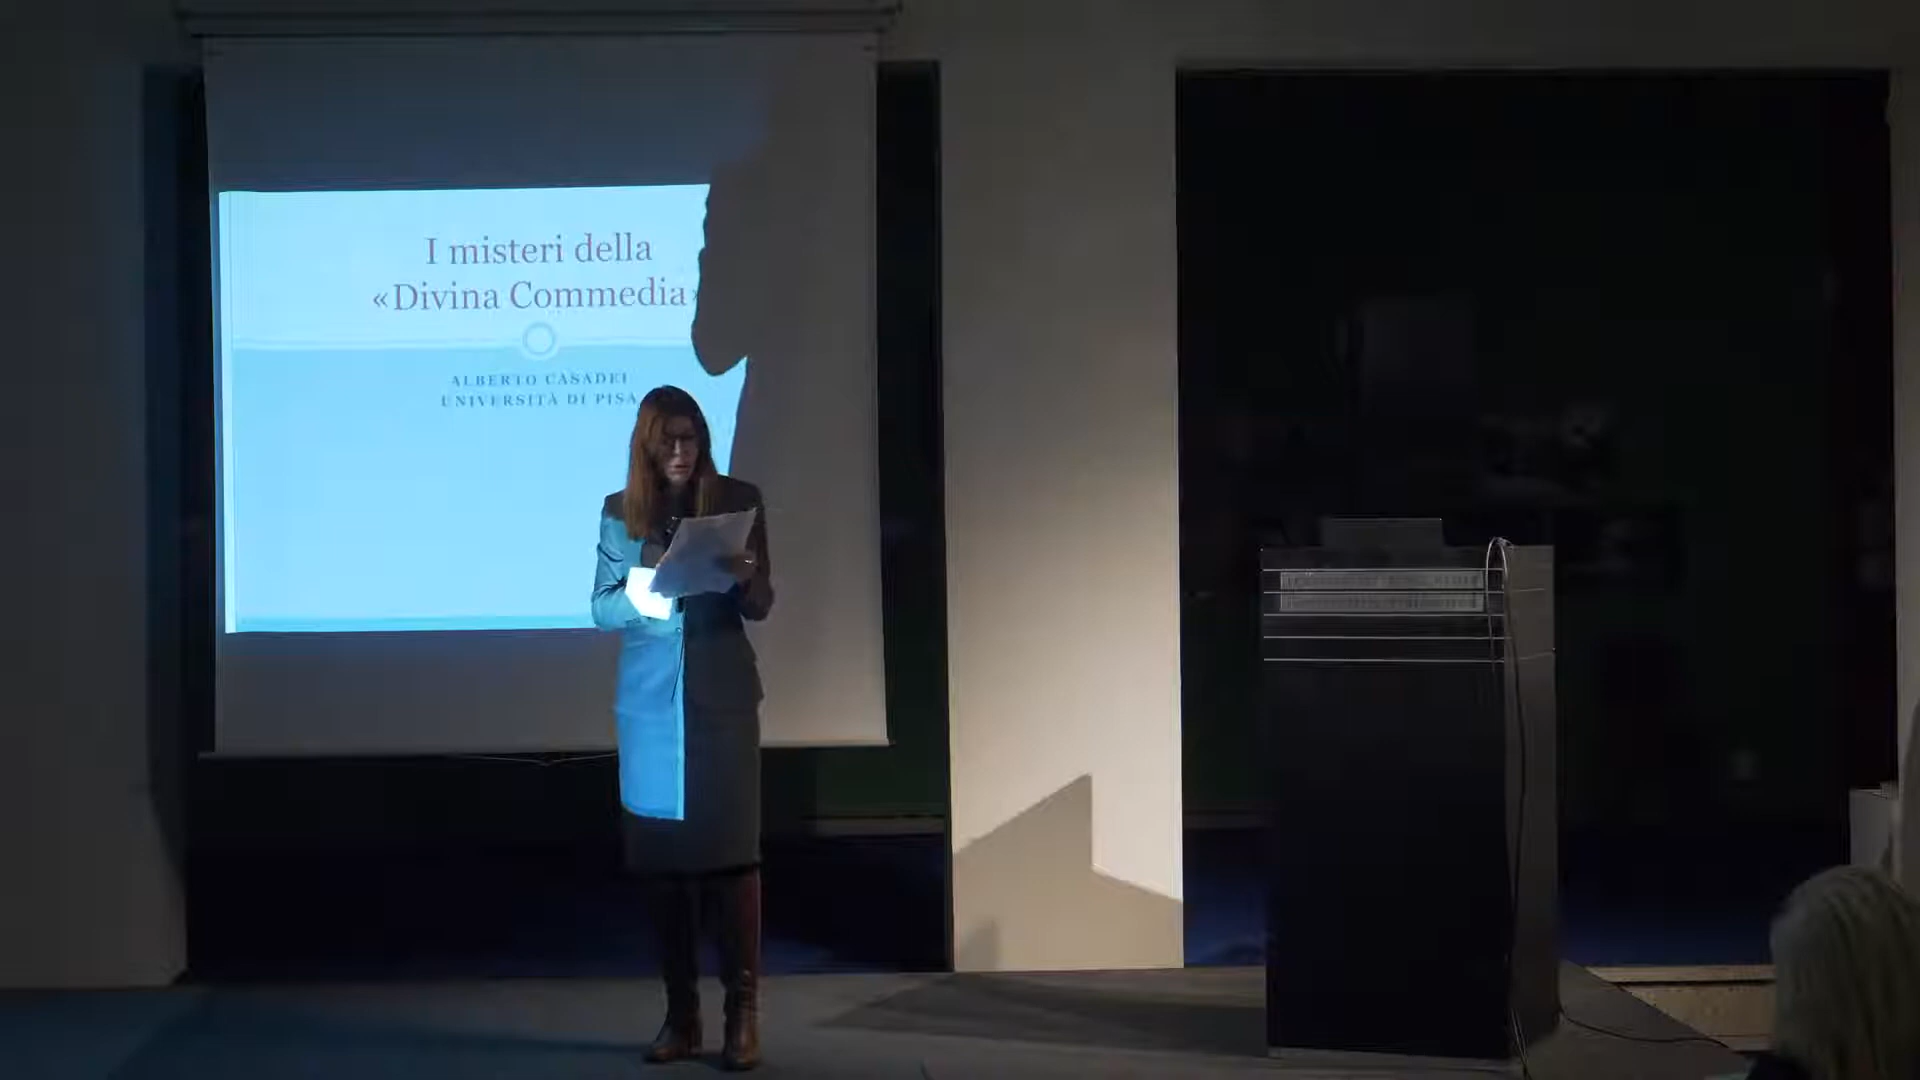 I misteri della
«Divina Commedia»
ALBERTO CASADEI
UNIVERSITÀ DI PISA